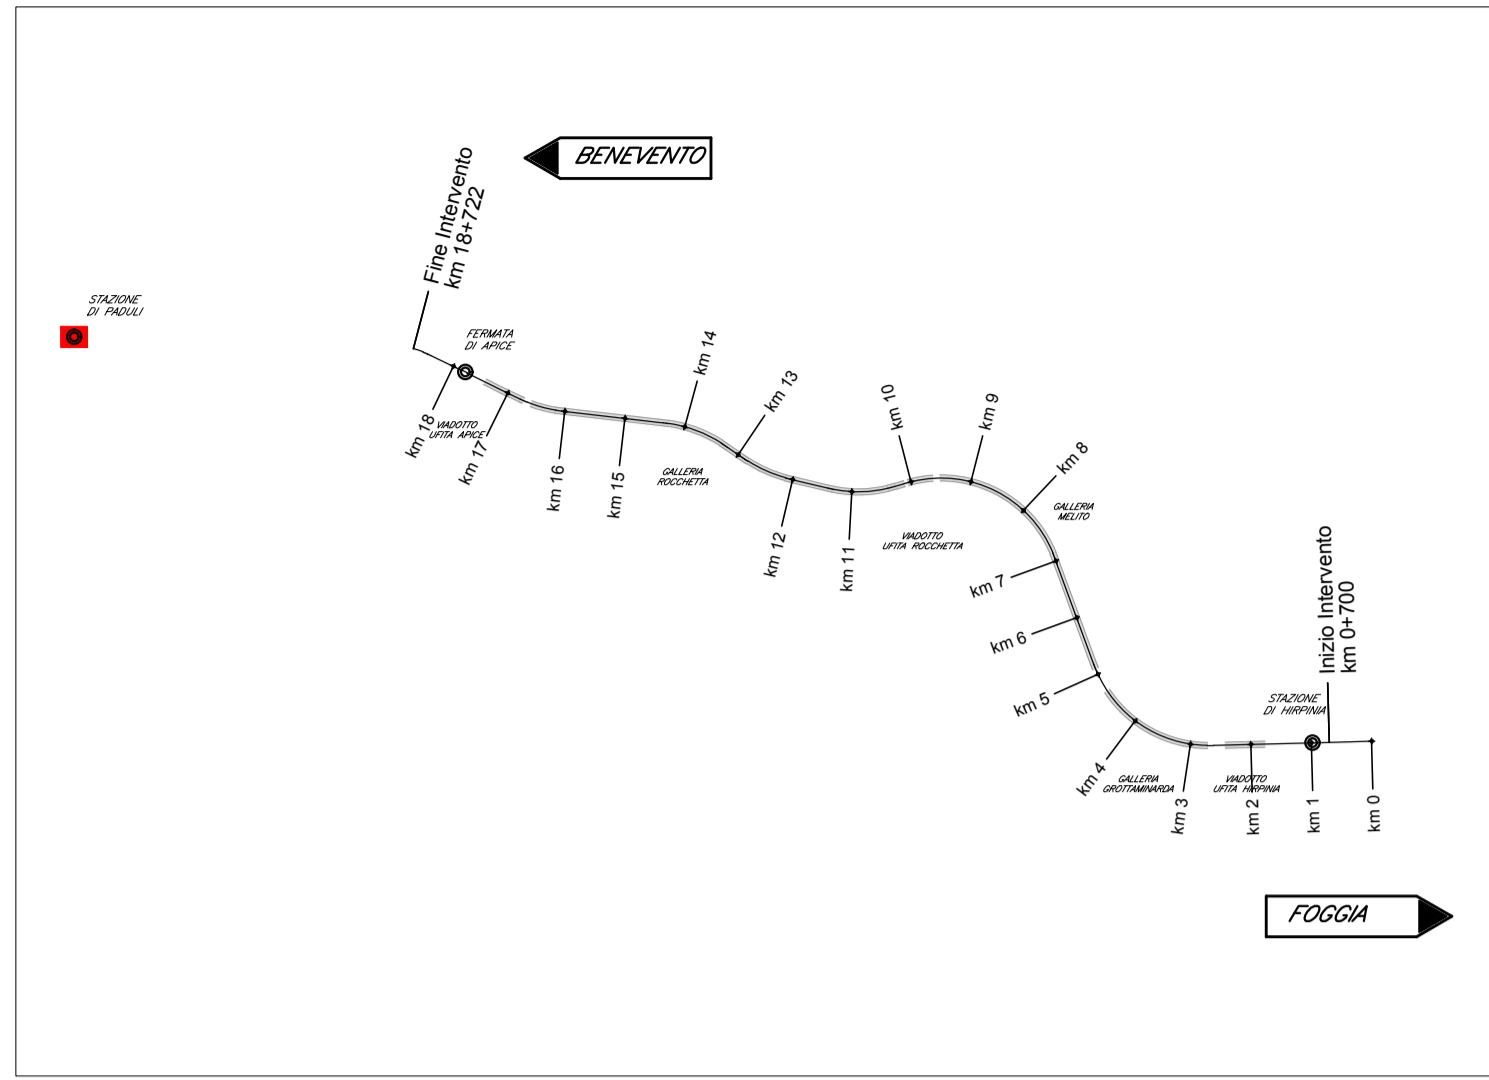 BENEVENTO
Fine Intervento
km 18+722
STAZIONE
DI PADULI
FERMATA
DI APICE
km 14
km 13
km 10
km 9
km 8
km 18
VIADOTTO
UFITA APICE
km 17
km 16
km 15
GALLERIA
ROCCHETTA
km 12
km 11
VIADOTTO
UFITA ROCCHETTA
GALLERIA
MELITO
km 7
km 6
km 5
Inizio Intervento
km 0+700
STAZIONE
DI HIRPINIA
km 4
GALLERIA
GROTTAMINARDA
km 3
VIADOTTO
UFITA HIRPINIA
km 2
km 1
km 0
FOGGIA